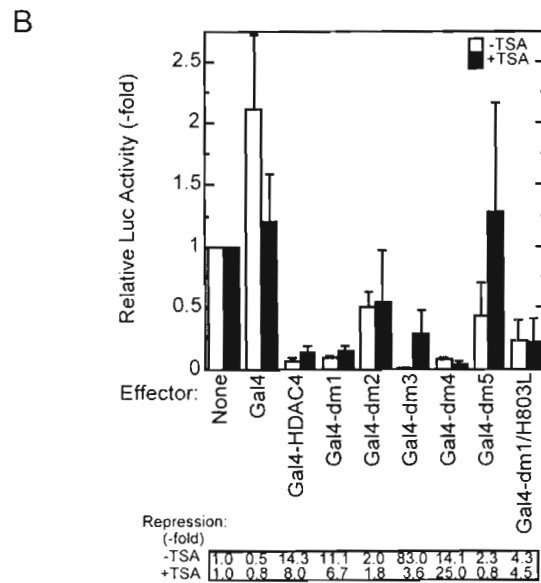 B
-TSA
+TSA
2.5
2
1.5
1
0.5
0
Relative Luc Activity (-fold)
Effector:
None
Gal4
Gal4-HDAC4
Gal4-dm1
Gal4-dm2
Gal4-dm3
Gal4-dm4
Gal4-dm5
Gal4-dm1/H803L
Repression:
(-fold)
-TSA 1.0 0.5 14.3 11.1 2.0 83.0 14.1 2.3 4.3
+TSA 1.0 0.8 8.0 6.7 1.8 3.6 25.0 0.8 4.5